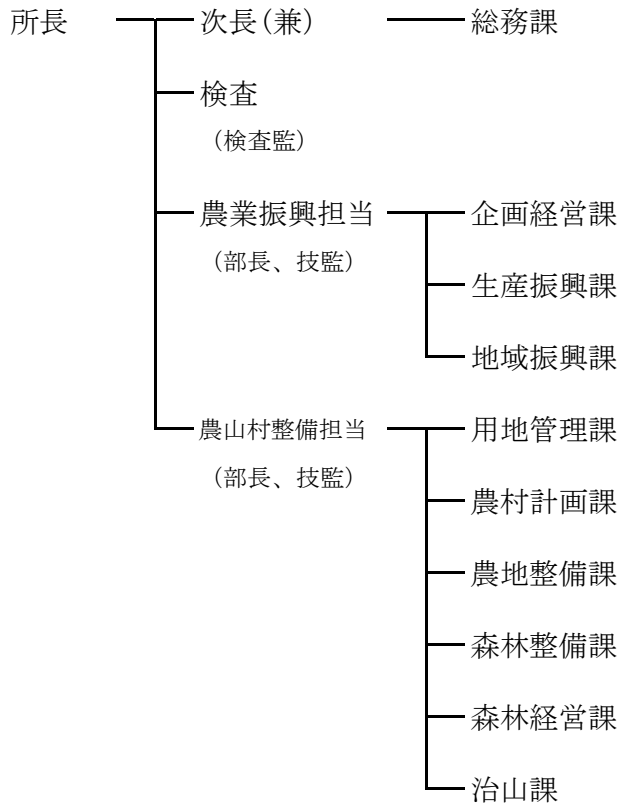 所長 次長(兼) 総務課
検査
（検査監）
農業振興担当 企画経営課
（部長、技監）
生産振興課
地域振興課
農山村整備担当 用地管理課
（部長、技監）
農村計画課
農地整備課
森林整備課
森林経営課
治山課